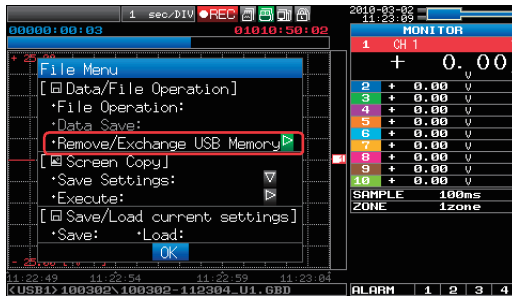 1 sec/DIV ●REC
2010-03-02
11:23:09
00000:00:03 01010:50:02
MONITOR
1 CH 1
+ 0.00
V
+ 25.00
File Menu
[Data/File Operation]
・File Operation:
・Data Save:
・Remove/Exchange USB Memory
[Screen Copy]
・Save Settings:
・Execute:
[Save/Load current settings]
・Save: ・Load:
OK
2 + 0.00 V
3 + 0.00 V
4 + 0.00 V
5 + 0.00 V
6 + 0.00 V
7 + 0.00 V
8 + 0.00 V
9 + 0.00 V
10 + 0.00 V
SAMPLE 100ms
ZONE 1zone
11:22:49 11:22:54 11:22:59 11:23:04
<USB1>100302\100302-112304_U1.GBD
ALARM 1 2 3 4